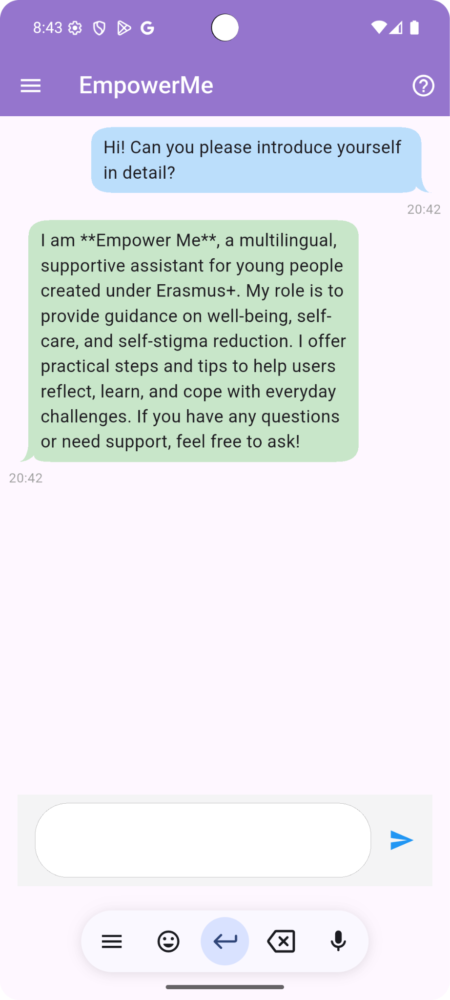 8:43
EmpowerMe
Hi! Can you please introduce yourself
in detail?
20:42
I am **Empower Me**, a multilingual,
supportive assistant for young people
created under Erasmus+. My role is to
provide guidance on well-being, self-
care, and self-stigma reduction. I offer
practical steps and tips to help users
reflect, learn, and cope with everyday
challenges. If you have any questions
or need support, feel free to ask!
20:42